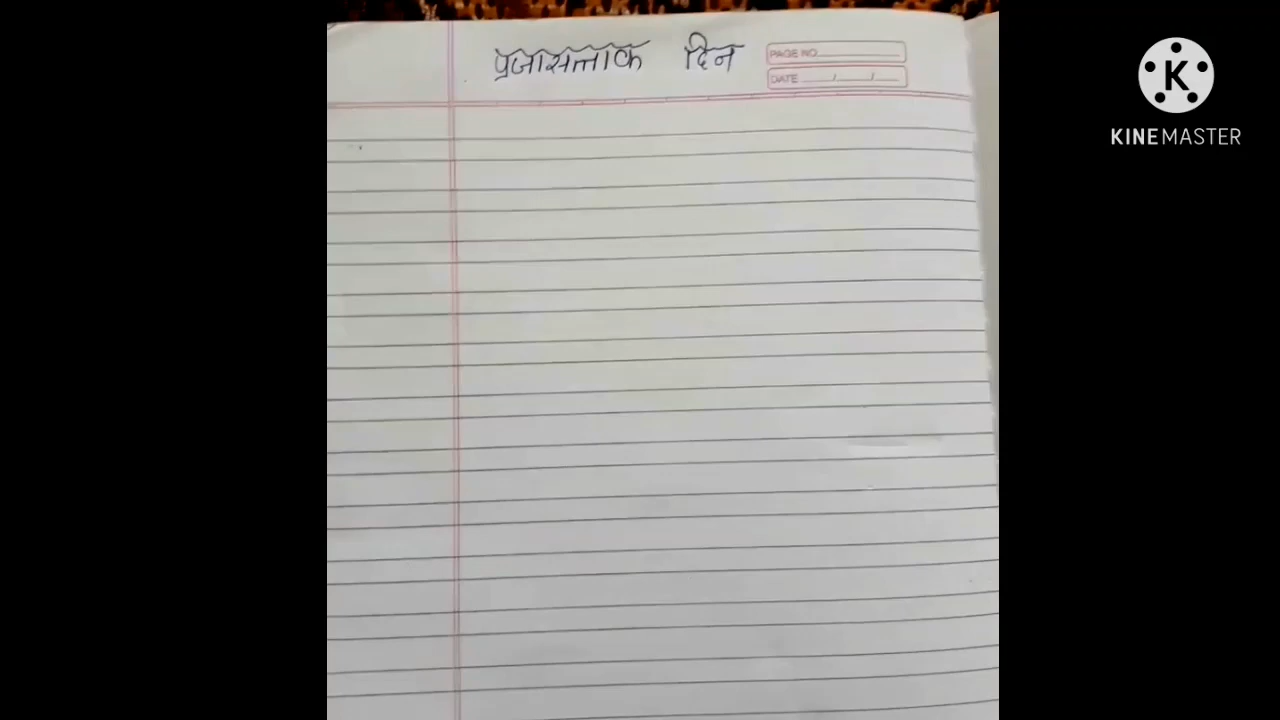 प्रजासत्ताक दिन
PAGE NO.
DATE / /
KINEMASTER